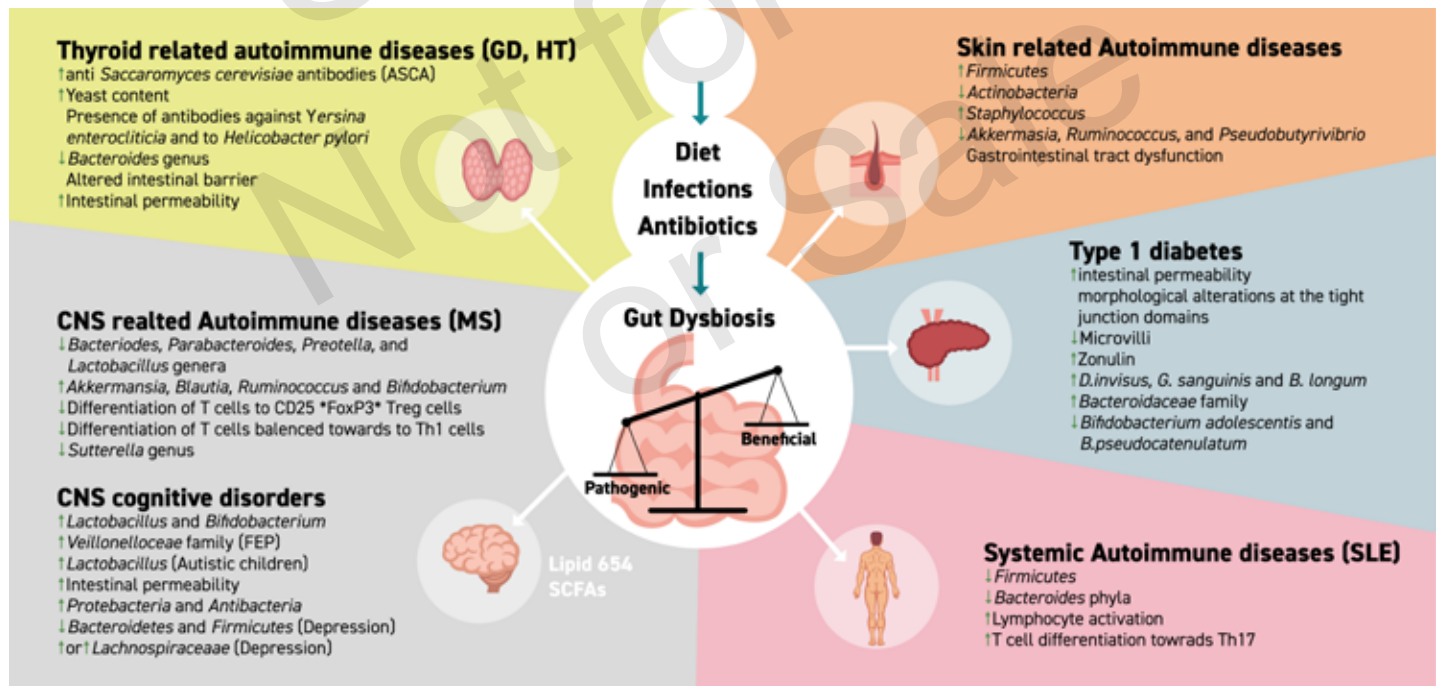 Thyroid related autoimmune diseases (GD, HT)
↑anti Saccaromyces cerevisiae antibodies (ASCA)
↑Yeast content
Presence of antibodies against Yersina
enterocliticia and to Helicobacter pylori
↓Bacteroides genus
Altered intestinal barrier
↑Intestinal permeability
CNS realted Autoimmune diseases (MS)
↓Bacteriodes, Parabacteroides, Preotella, and
Lactobacillus genera
↑Akkermansia, Blautia, Ruminococcus and Bifidobacterium
↓Differentiation of T cells to CD25 *FoxP3* Treg cells
↓Differentiation of T cells balenced towards to Th1 cells
↓Sutterella genus
CNS cognitive disorders
↑Lactobacillus and Bifidobacterium
↑Veillonelloceae family (FEP)
↑Lactobacillus (Autistic children)
↑Intestinal permeability
↑Protebacteria and Antibacteria
↓Bacteroidetes and Firmicutes (Depression)
↑or↑Lachnospiraceaae (Depression)
Lipid 654
SCFAs
Diet
Infections
Antibiotics
Gut Dysbiosis
Beneficial
Pathogenic
Skin related Autoimmune diseases
↑Firmicutes
↓Actinobacteria
↑Staphylococcus
↓Akkermasia, Ruminococcus, and Pseudobutyrivibrio
Gastrointestinal tract dysfunction
Type 1 diabetes
↑intestinal permeability
morphological alterations at the tight
junction domains
↓Microvilli
↑Zonulin
↑D.invisus, G. sanguinis and B. longum
↑Bacteroidaceae family
↓Bifidobacterium adolescentis and
B.pseudocatenulatum
Systemic Autoimmune diseases (SLE)
↓Firmicutes
↓Bacteroides phyla
↑Lymphocyte activation
↑T cell differentiation towrads Th17
Not for
or Sale